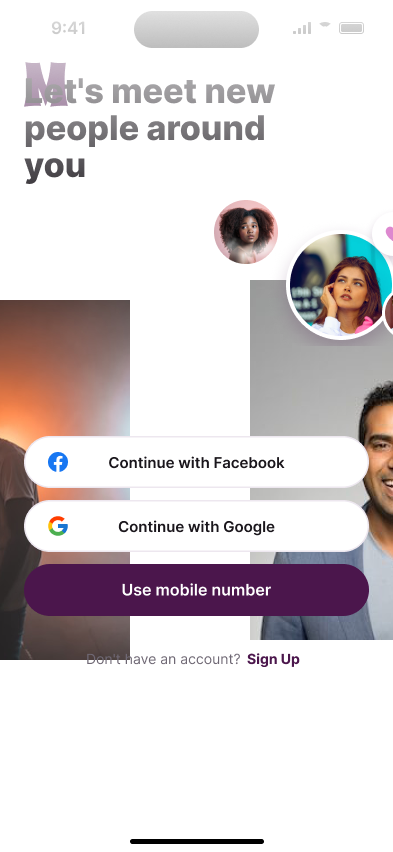 9:41
M
Let's meet new
people around
you
Continue with Facebook
Continue with Google
Use mobile number
Don't have an account? Sign Up